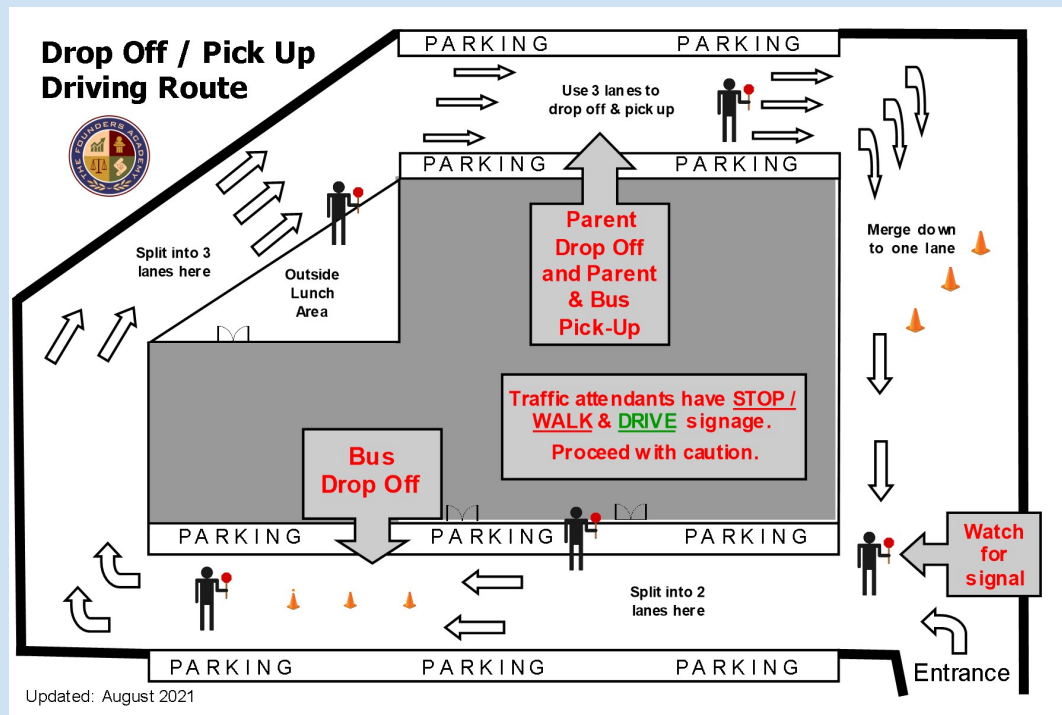 Drop Off / Pick Up
Driving Route
THE FOUNDERS ACADEMY
PARKING PARKING
Use 3 lanes to
drop off & pick up
PARKING PARKING
Split into 3
lanes here
Outside
Lunch
Area
Parent
Drop Off
and Parent
& Bus
Pick-Up
Merge down
to one lane
Traffic attendants have STOP /
WALK & DRIVE signage.
Proceed with caution.
Bus
Drop Off
PARKING PARKING PARKING
Watch
for
signal
Split into 2
lanes here
PARKING PARKING PARKING
Entrance
Updated: August 2021